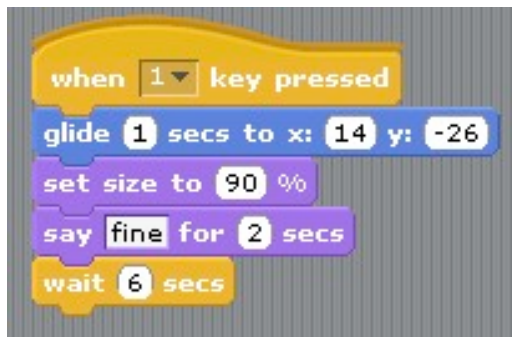 when 1 key pressed
glide 1 secs to x: 14 y: -26
set size to 90 %
say fine for 2 secs
wait 6 secs